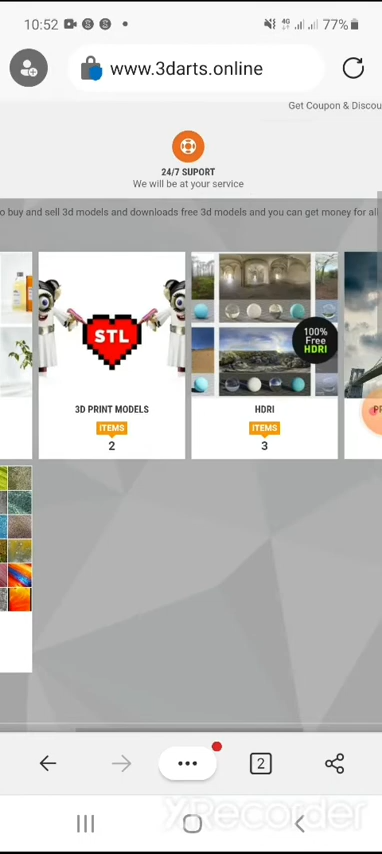 10:52
4G
77%
www.3darts.online
Get Coupon & Discou
24/7 SUPORT
We will be at your service
o buy and sell 3d models and downloads free 3d models and you can get money for all
STL
100%
Free
HDRI
3D PRINT MODELS
HDRI
ITEMS
ITEMS
2
3
2
XRecorder